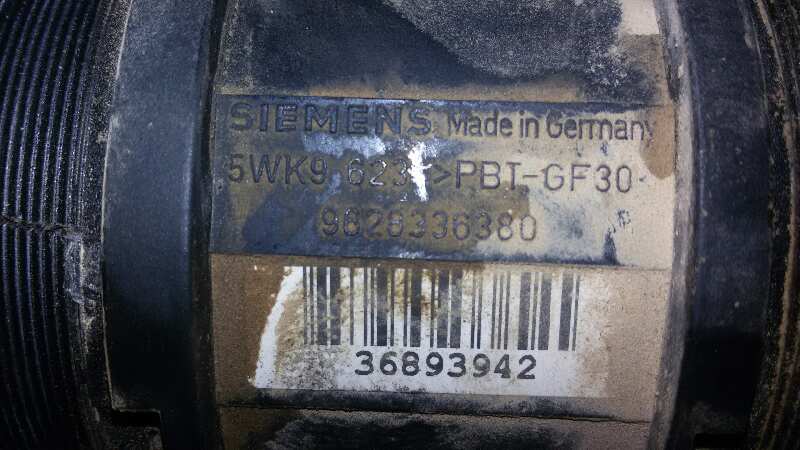 SIEMENS Made in Germany
5WK9 623 >PBT-GF30
9628336380
36893942